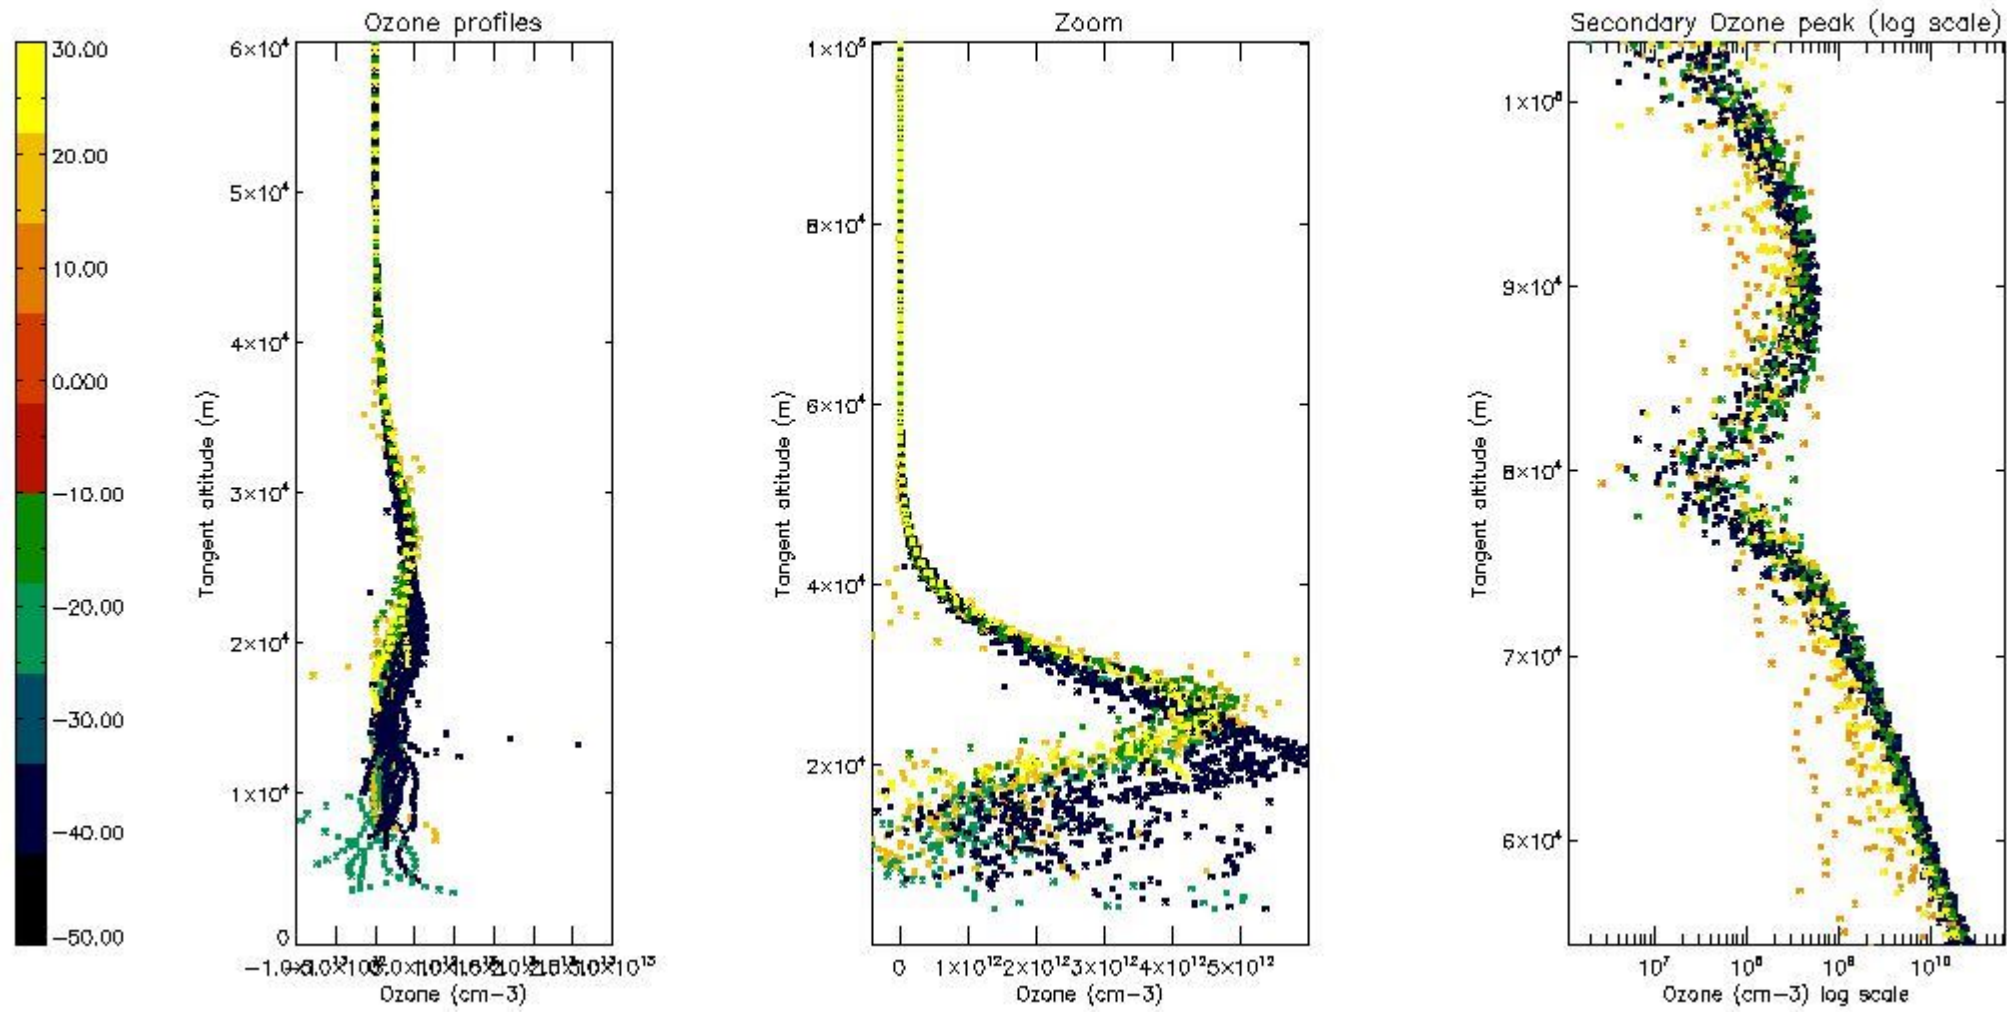 Ozone profiles
Zoom
Secondary Ozone peak (log scale)
30.00
20.00
10.00
0.000
−10.00
−20.00
−30.00
−40.00
−50.00
6×10⁴
5×10⁴
4×10⁴
3×10⁴
2×10⁴
1×10⁴
0
Tangent altitude (m)
Ozone (cm−3)
1×10⁵
8×10⁴
6×10⁴
4×10⁴
2×10⁴
Tangent altitude (m)
0 1×10¹² 2×10¹² 3×10¹² 4×10¹² 5×10¹²
Ozone (cm−3)
1×10⁵
9×10⁴
8×10⁴
7×10⁴
6×10⁴
Tangent altitude (m)
10⁷ 10⁸ 10⁹ 10¹⁰
Ozone (cm−3) log scale